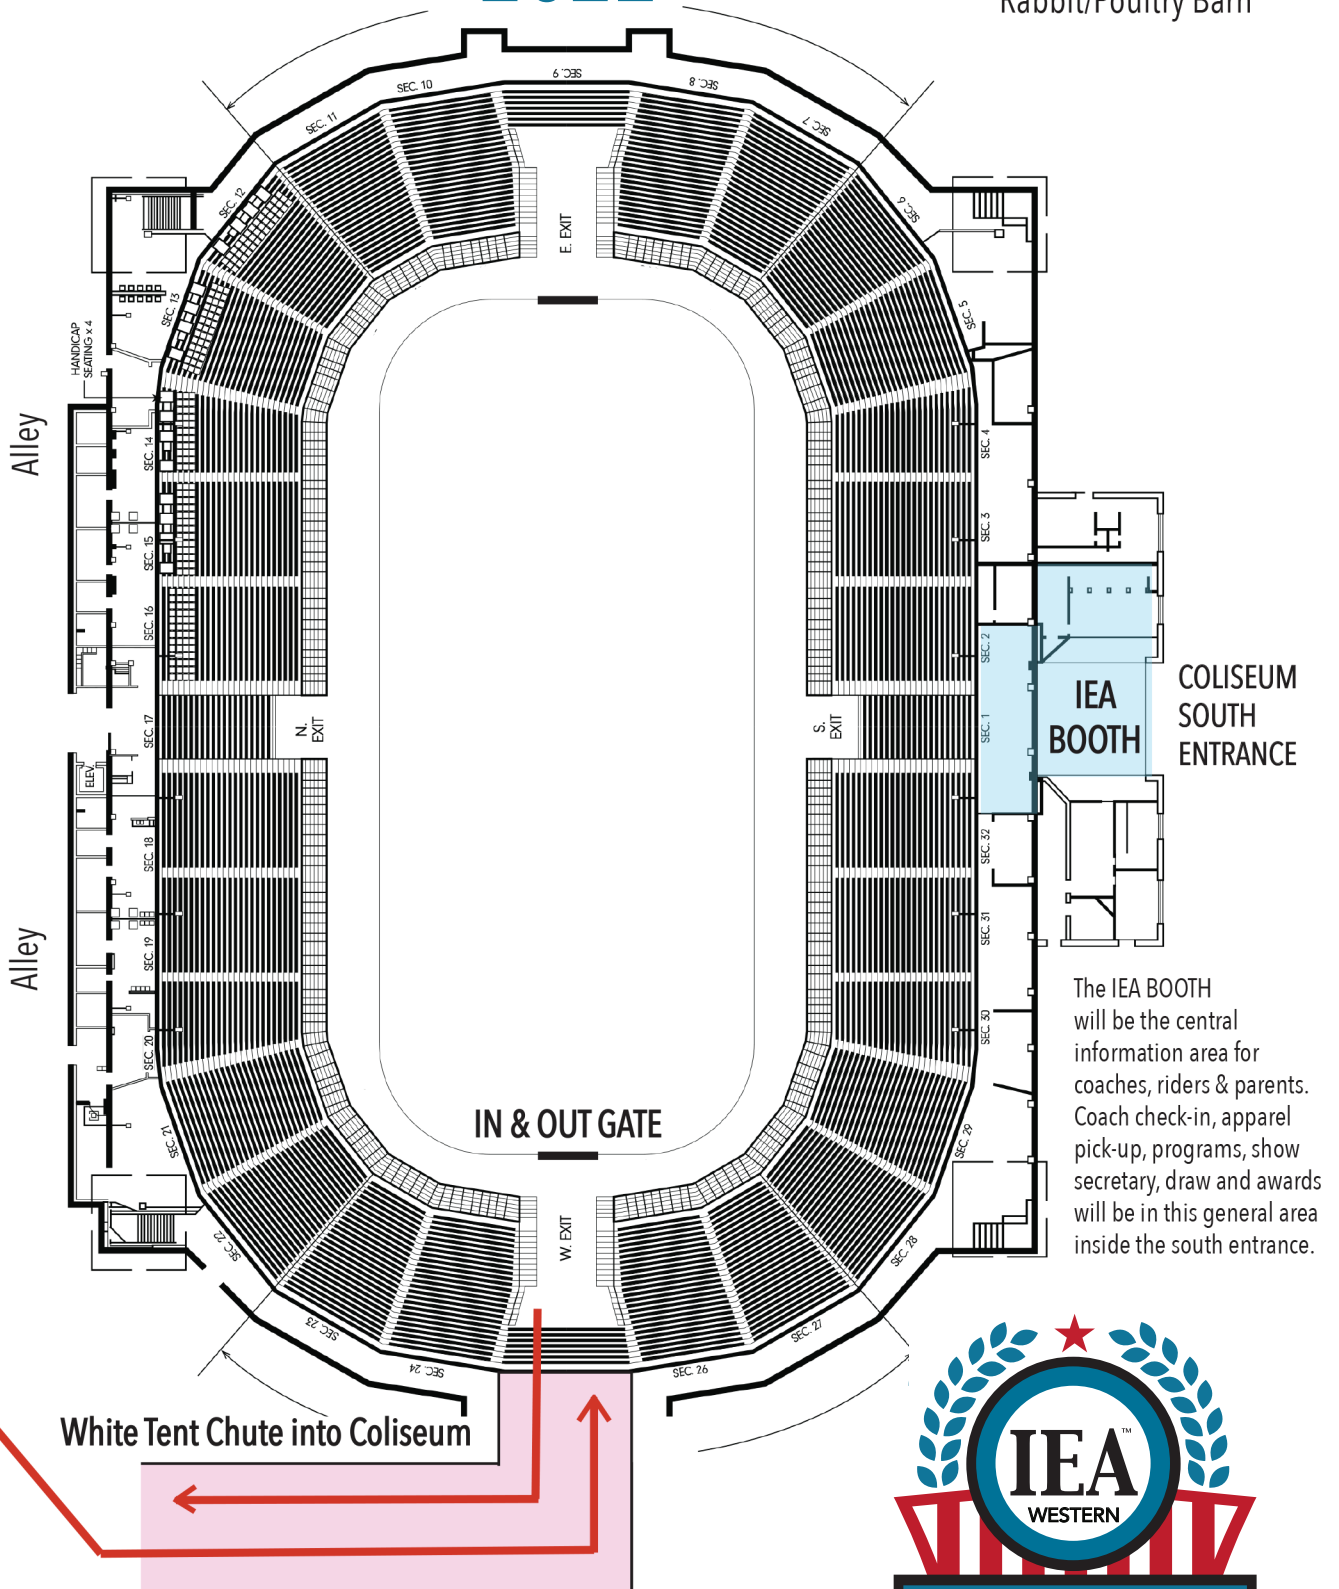 Rabbit/Poultry Barn
SEC. 9
SEC. 10
SEC. 8
SEC. 11
SEC. 7
SEC. 12
SEC. 6
E. EXIT
SEC. 13
SEC. 5
HANDICAP
SEATING x 4
Alley
SEC. 14
SEC. 4
SEC. 15
SEC. 3
SEC. 16
SEC. 2
SEC. 17
N.
EXIT
S.
EXIT
SEC. 1
IEA
BOOTH
COLISEUM
SOUTH
ENTRANCE
ELEV.
SEC. 18
SEC. 32
Alley
SEC. 19
SEC. 31
SEC. 20
SEC. 30
The IEA BOOTH
will be the central
information area for
coaches, riders & parents.
Coach check-in, apparel
pick-up, programs, show
secretary, draw and awards
will be in this general area
inside the south entrance.
IN & OUT GATE
SEC. 21
SEC. 29
SEC. 22
W. EXIT
SEC. 28
SEC. 23
SEC. 27
SEC. 24
SEC. 26
White Tent Chute into Coliseum
IEA™
WESTERN